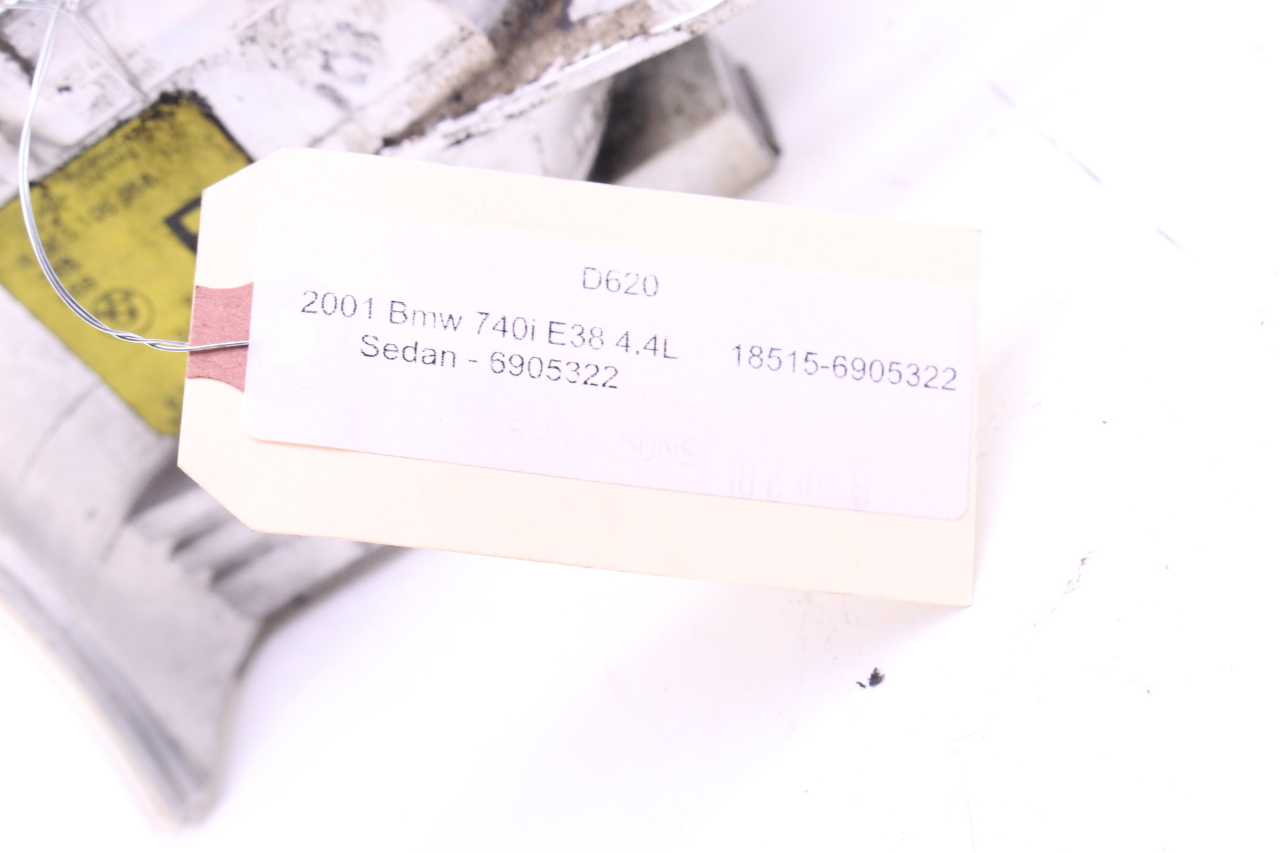 D620
2001 Bmw 740i E38 4.4L
Sedan - 6905322
18515-6905322